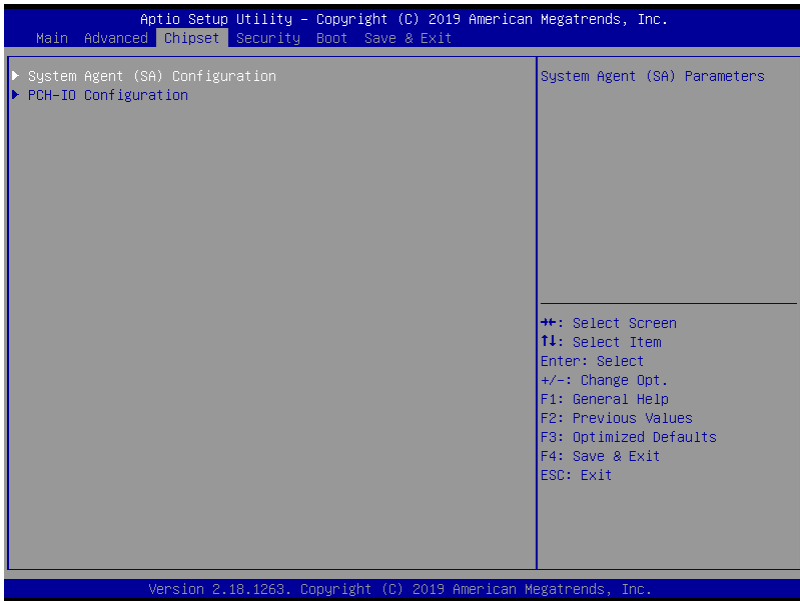 Aptio Setup Utility – Copyright (C) 2019 American Megatrends, Inc.
Main Advanced Chipset Security Boot Save & Exit
System Agent (SA) Configuration
PCH-IO Configuration
System Agent (SA) Parameters
→←: Select Screen
↑↓: Select Item
Enter: Select
+/-: Change Opt.
F1: General Help
F2: Previous Values
F3: Optimized Defaults
F4: Save & Exit
ESC: Exit
Version 2.18.1263. Copyright (C) 2019 American Megatrends, Inc.